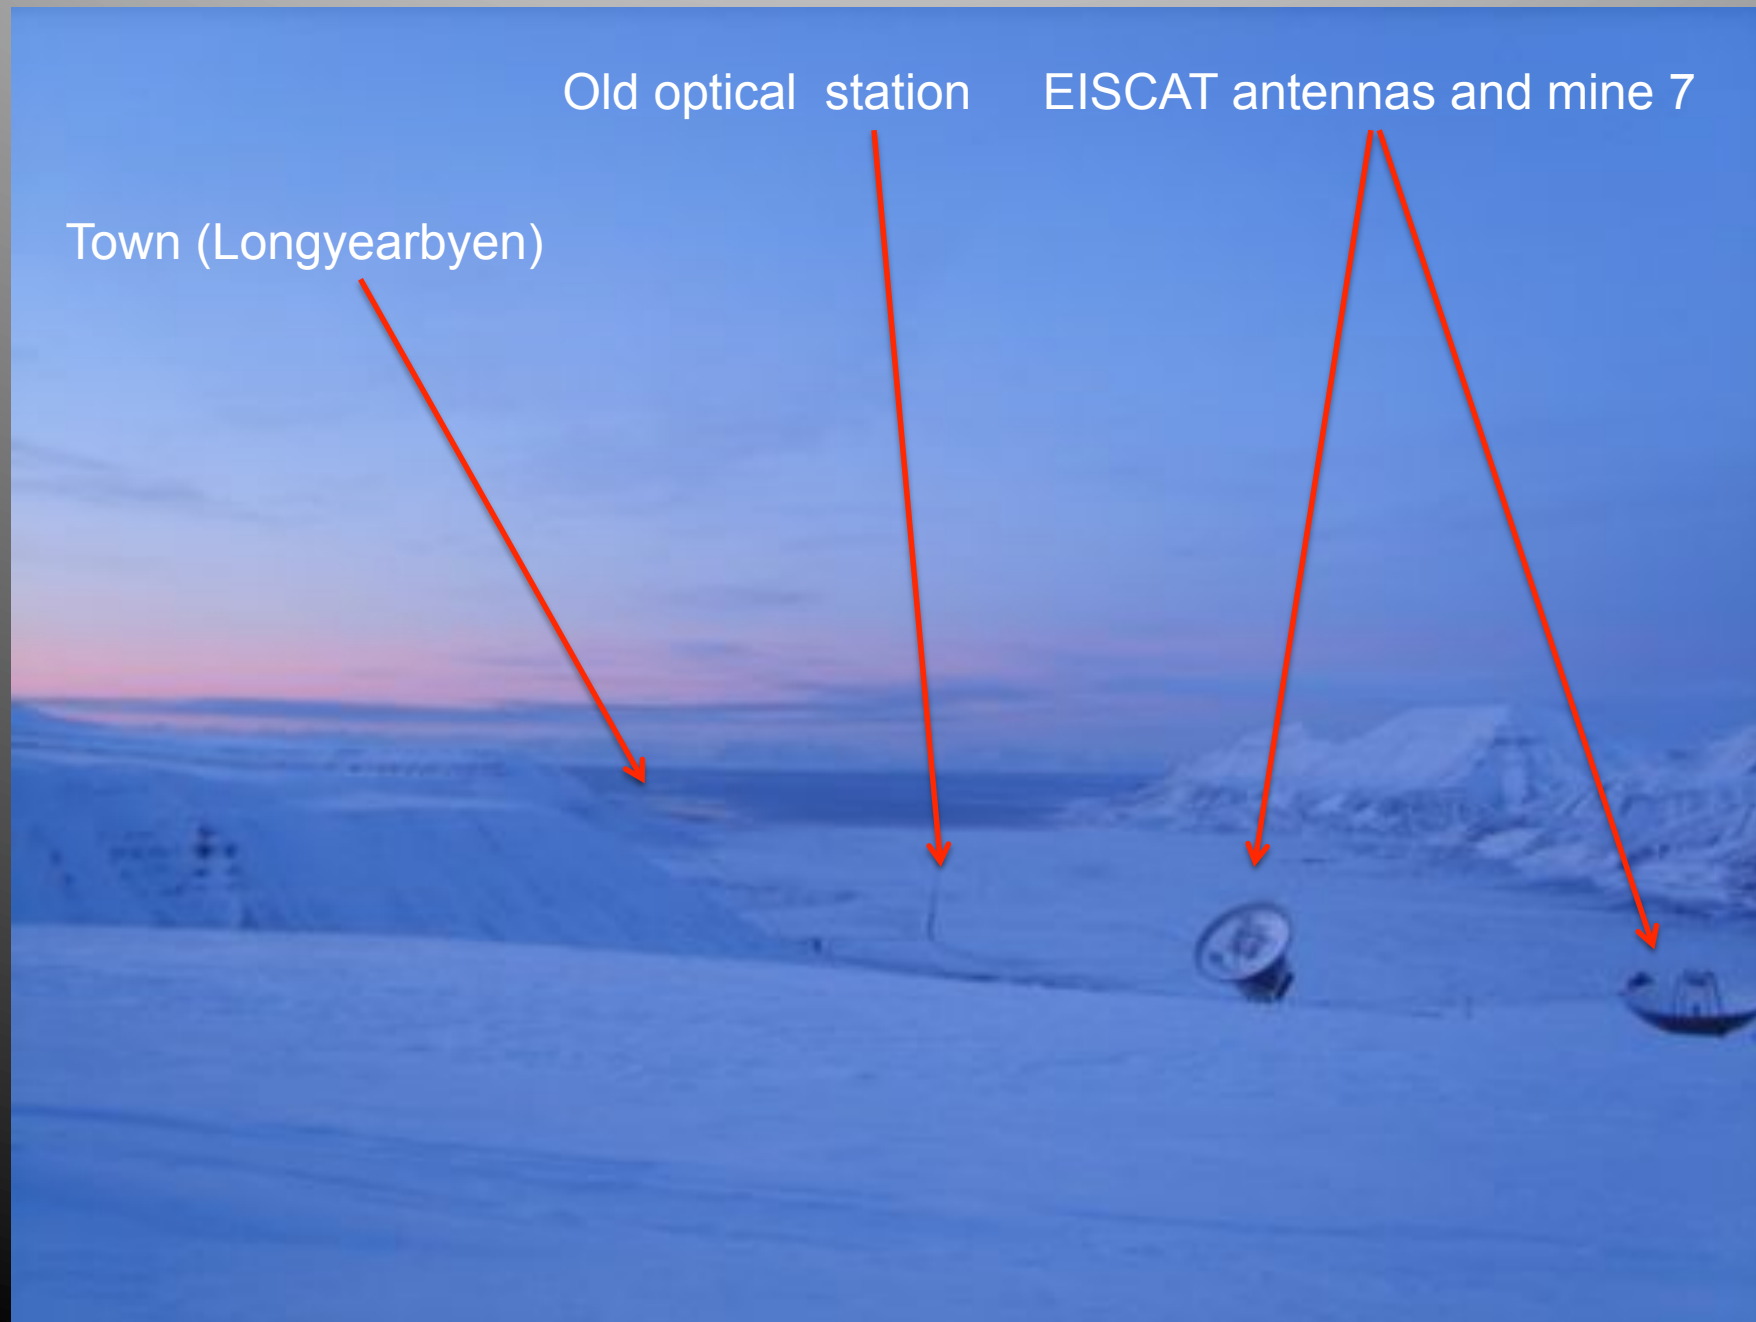 Old optical station
EISCAT antennas and mine 7
Town (Longyearbyen)